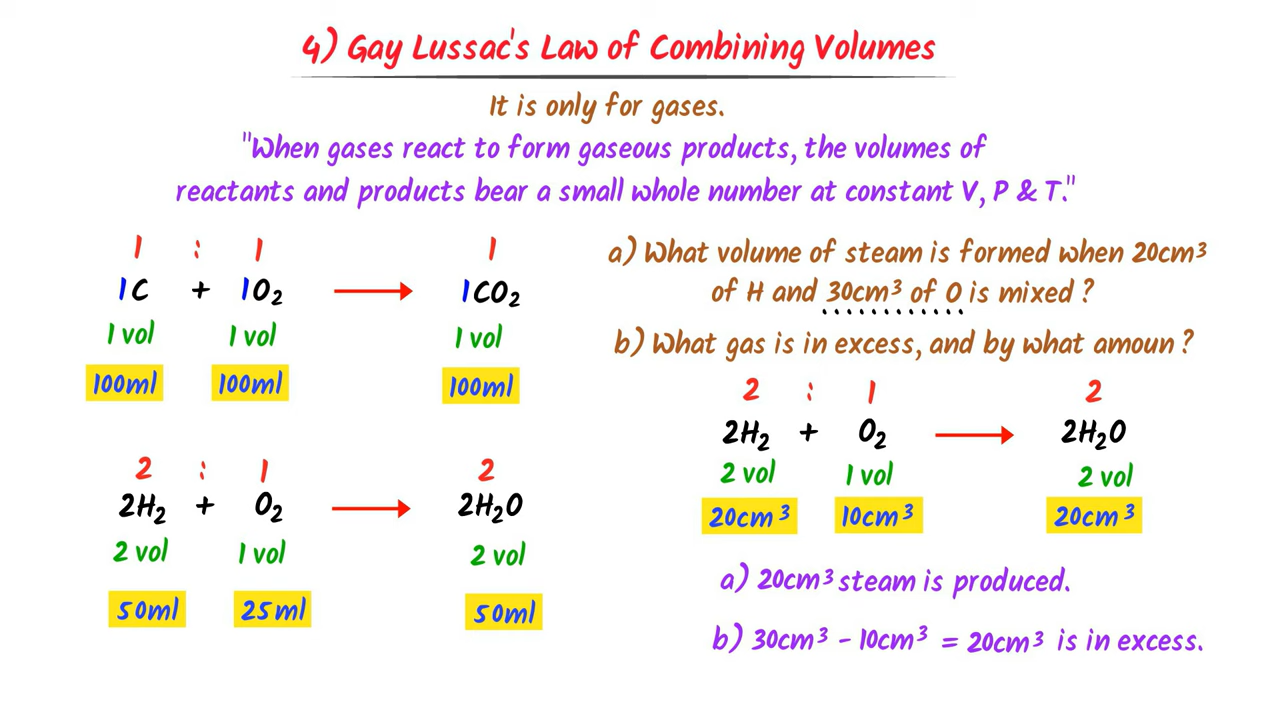 4) Gay Lussac's Law of Combining Volumes
It is only for gases.
"When gases react to form gaseous products, the volumes of
reactants and products bear a small whole number at constant V, P & T."
1 : 1 1
1C + 1O₂ → 1CO₂
1 vol 1 vol 1 vol
100ml 100ml 100ml
2 : 1 2
2H₂ + O₂ → 2H₂O
2 vol 1 vol 2 vol
50ml 25ml 50ml
a) What volume of steam is formed when 20cm³
of H and 30cm³ of O is mixed ?
b) What gas is in excess, and by what amoun ?
2 : 1 2
2H₂ + O₂ → 2H₂O
2 vol 1 vol 2 vol
20cm³ 10cm³ 20cm³
a) 20cm³ steam is produced.
b) 30cm³ - 10cm³ = 20cm³ is in excess.